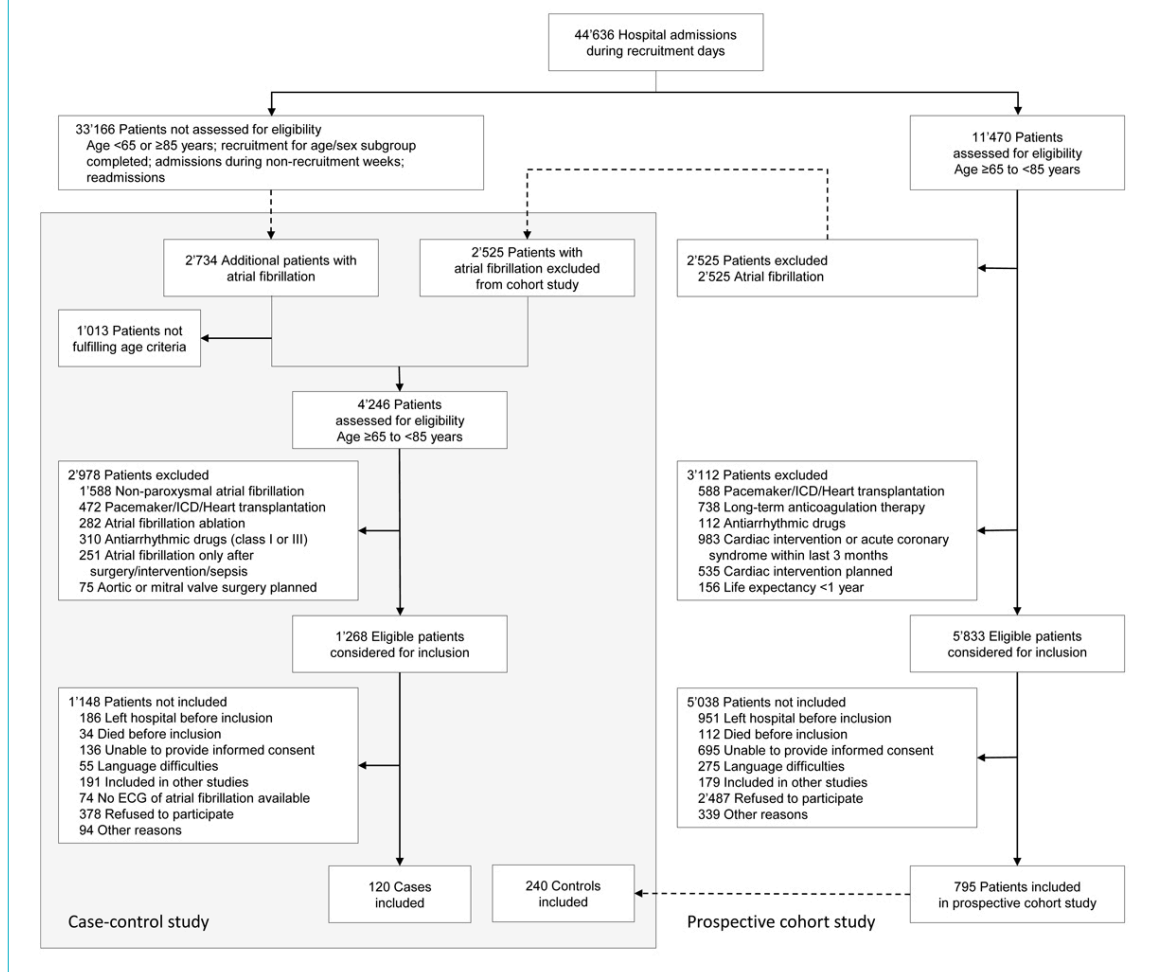 44’636 Hospital admissions
during recruitment days
33’166 Patients not assessed for eligibility
Age <65 or ≥85 years; recruitment for age/sex subgroup
completed; admissions during non-recruitment weeks;
readmissions
11’470 Patients
assessed for eligibility
Age ≥65 to <85 years
2’734 Additional patients with
atrial fibrillation
2’525 Patients with
atrial fibrillation excluded
from cohort study
2’525 Patients excluded
2’525 Atrial fibrillation
1’013 Patients not
fulfilling age criteria
4’246 Patients
assessed for eligibility
Age ≥65 to <85 years
2’978 Patients excluded
1’588 Non-paroxysmal atrial fibrillation
472 Pacemaker/ICD/Heart transplantation
282 Atrial fibrillation ablation
310 Antiarrhythmic drugs (class I or III)
251 Atrial fibrillation only after
surgery/intervention/sepsis
75 Aortic or mitral valve surgery planned
3’112 Patients excluded
588 Pacemaker/ICD/Heart transplantation
738 Long-term anticoagulation therapy
112 Antiarrhythmic drugs
983 Cardiac intervention or acute coronary
syndrome within last 3 months
535 Cardiac intervention planned
156 Life expectancy <1 year
1’268 Eligible patients
considered for inclusion
5’833 Eligible patients
considered for inclusion
1’148 Patients not included
186 Left hospital before inclusion
34 Died before inclusion
136 Unable to provide informed consent
55 Language difficulties
191 Included in other studies
74 No ECG of atrial fibrillation available
378 Refused to participate
94 Other reasons
5’038 Patients not included
951 Left hospital before inclusion
112 Died before inclusion
695 Unable to provide informed consent
275 Language difficulties
179 Included in other studies
2’487 Refused to participate
339 Other reasons
120 Cases
included
240 Controls
included
795 Patients included
in prospective cohort study
Case-control study
Prospective cohort study